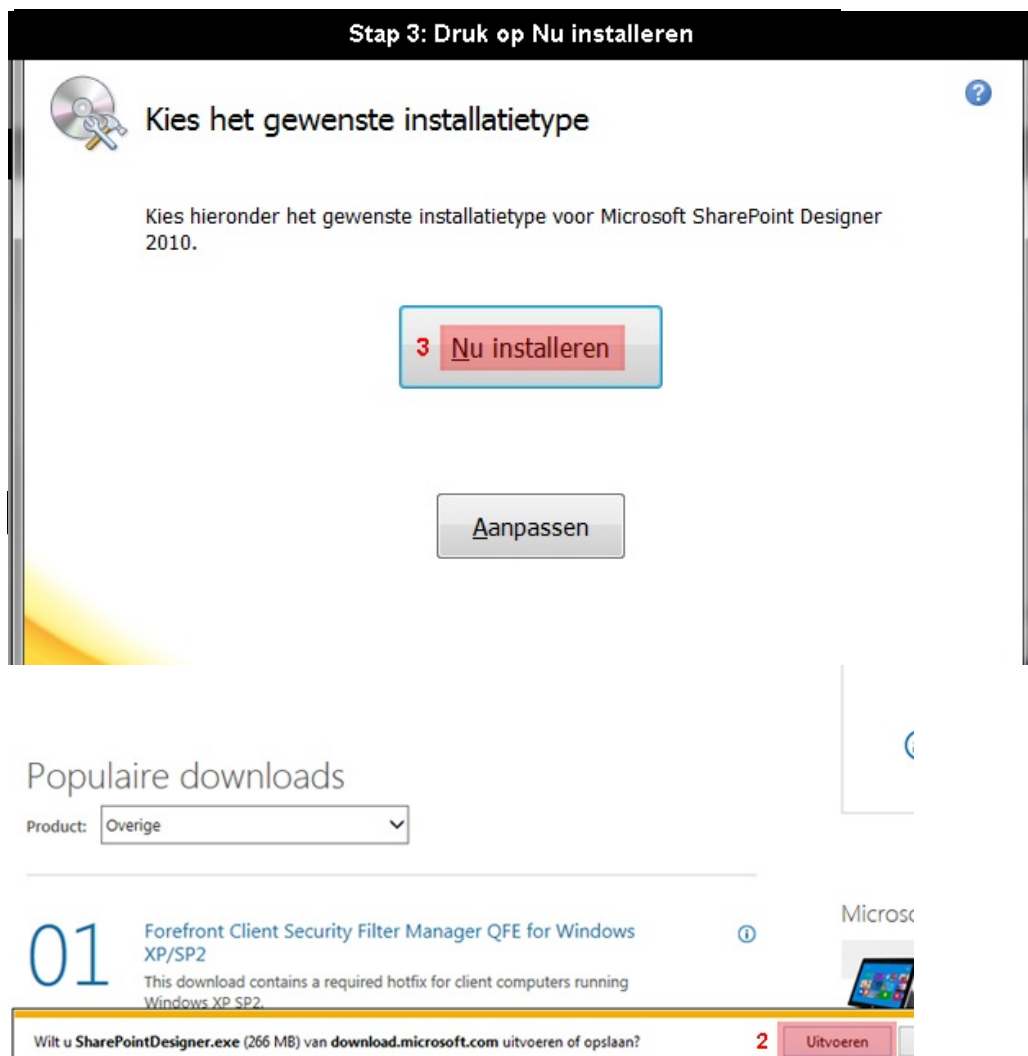 Stap 3: Druk op Nu installeren
Kies het gewenste installatietype
Kies hieronder het gewenste installatietype voor Microsoft SharePoint Designer
2010.
3 Nu installeren
Aanpassen
Populaire downloads
Product: Overige
01
Forefront Client Security Filter Manager QFE for Windows
XP/SP2
This download contains a required hotfix for client computers running
Windows XP SP2.
Microso
Wilt u SharePointDesigner.exe (266 MB) van download.microsoft.com uitvoeren of opslaan?
2 Uitvoeren